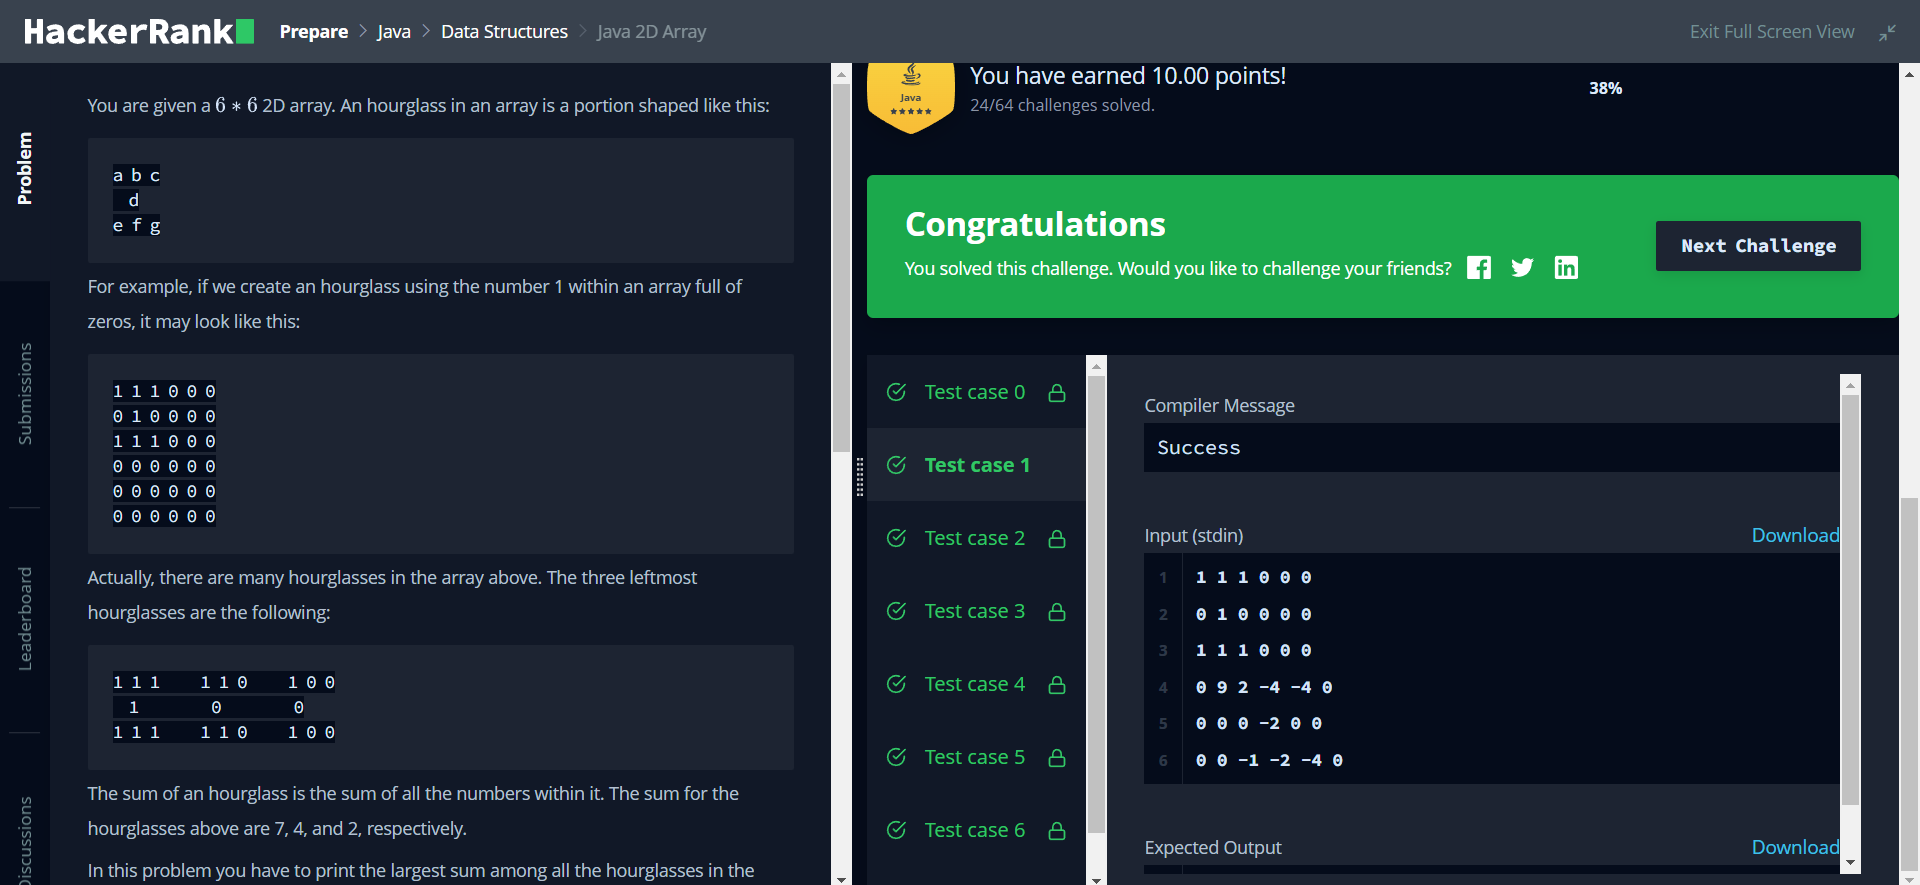 HackerRank
Prepare > Java > Data Structures > Java 2D Array
Exit Full Screen View
Problem
Submissions
Leaderboard
Discussions
You are given a 6 * 6 2D array. An hourglass in an array is a portion shaped like this:
a b c
d
e f g
For example, if we create an hourglass using the number 1 within an array full of
zeros, it may look like this:
1 1 1 0 0 0
0 1 0 0 0 0
1 1 1 0 0 0
0 0 0 0 0 0
0 0 0 0 0 0
0 0 0 0 0 0
Actually, there are many hourglasses in the array above. The three leftmost
hourglasses are the following:
1 1 1 1 1 0 1 0 0
1 0 0
1 1 1 1 1 0 1 0 0
The sum of an hourglass is the sum of all the numbers within it. The sum for the
hourglasses above are 7, 4, and 2, respectively.
In this problem you have to print the largest sum among all the hourglasses in the
Java
You have earned 10.00 points!
24/64 challenges solved.
38%
Congratulations
You solved this challenge. Would you like to challenge your friends?
Next Challenge
Test case 0
Test case 1
Test case 2
Test case 3
Test case 4
Test case 5
Test case 6
Compiler Message
Success
Input (stdin)
Download
1 1 1 1 0 0 0
2 0 1 0 0 0 0
3 1 1 1 0 0 0
4 0 9 2 -4 -4 0
5 0 0 0 -2 0 0
6 0 0 -1 -2 -4 0
Expected Output
Download